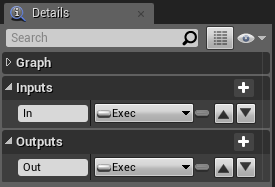 Details
Search
Graph
Inputs
In Exec
Outputs
Out Exec